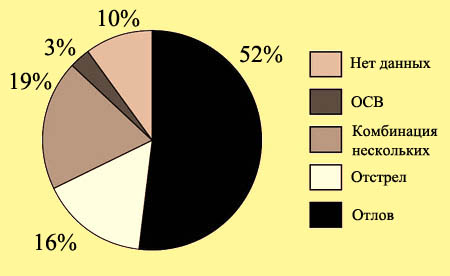 10%
3%
52%
19%
16%
Нет данных
ОСВ
Комбинация
нескольких
Отстрел
Отлов